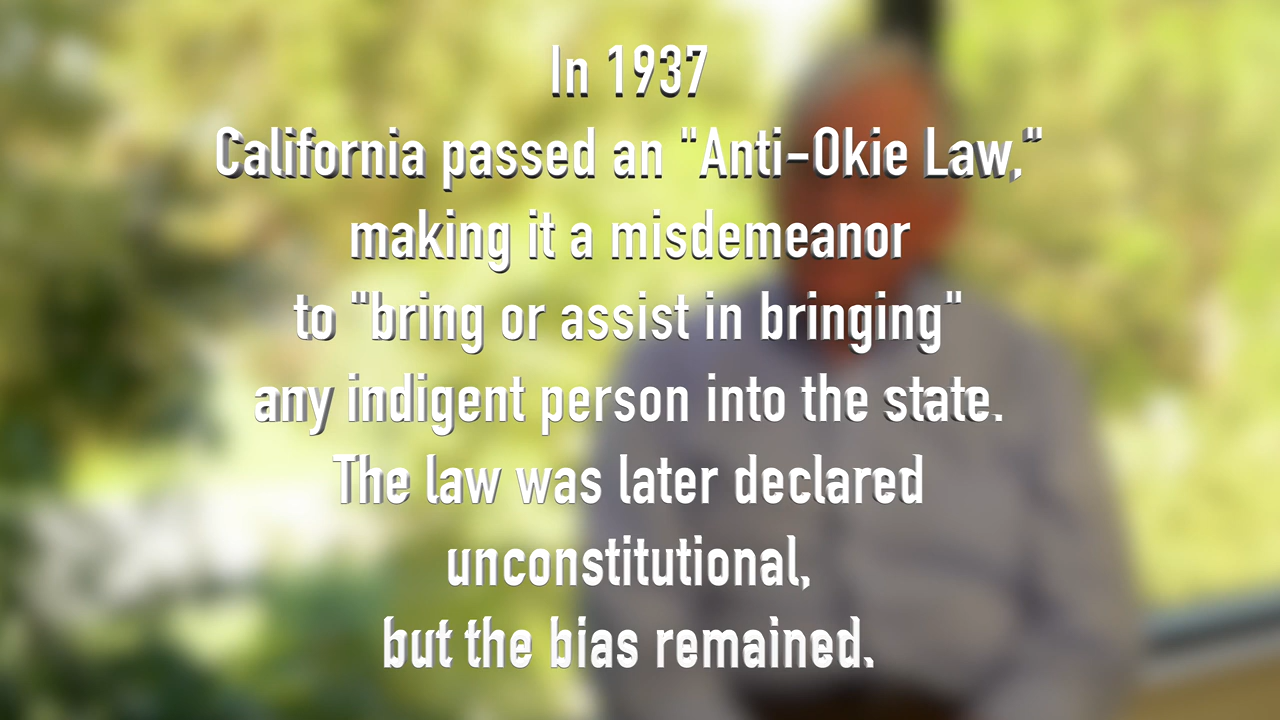 In 1937
California passed an "Anti-Okie Law,"
making it a misdemeanor
to "bring or assist in bringing"
any indigent person into the state.
The law was later declared
unconstitutional,
but the bias remained.